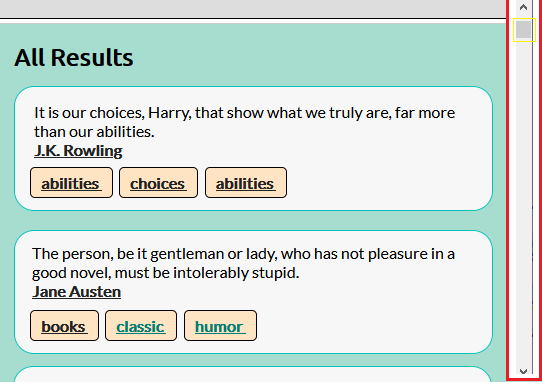 All Results
It is our choices, Harry, that show what we truly are, far more
than our abilities.
J.K. Rowling
abilities choices abilities
The person, be it gentleman or lady, who has not pleasure in a
good novel, must be intolerably stupid.
Jane Austen
books classic humor